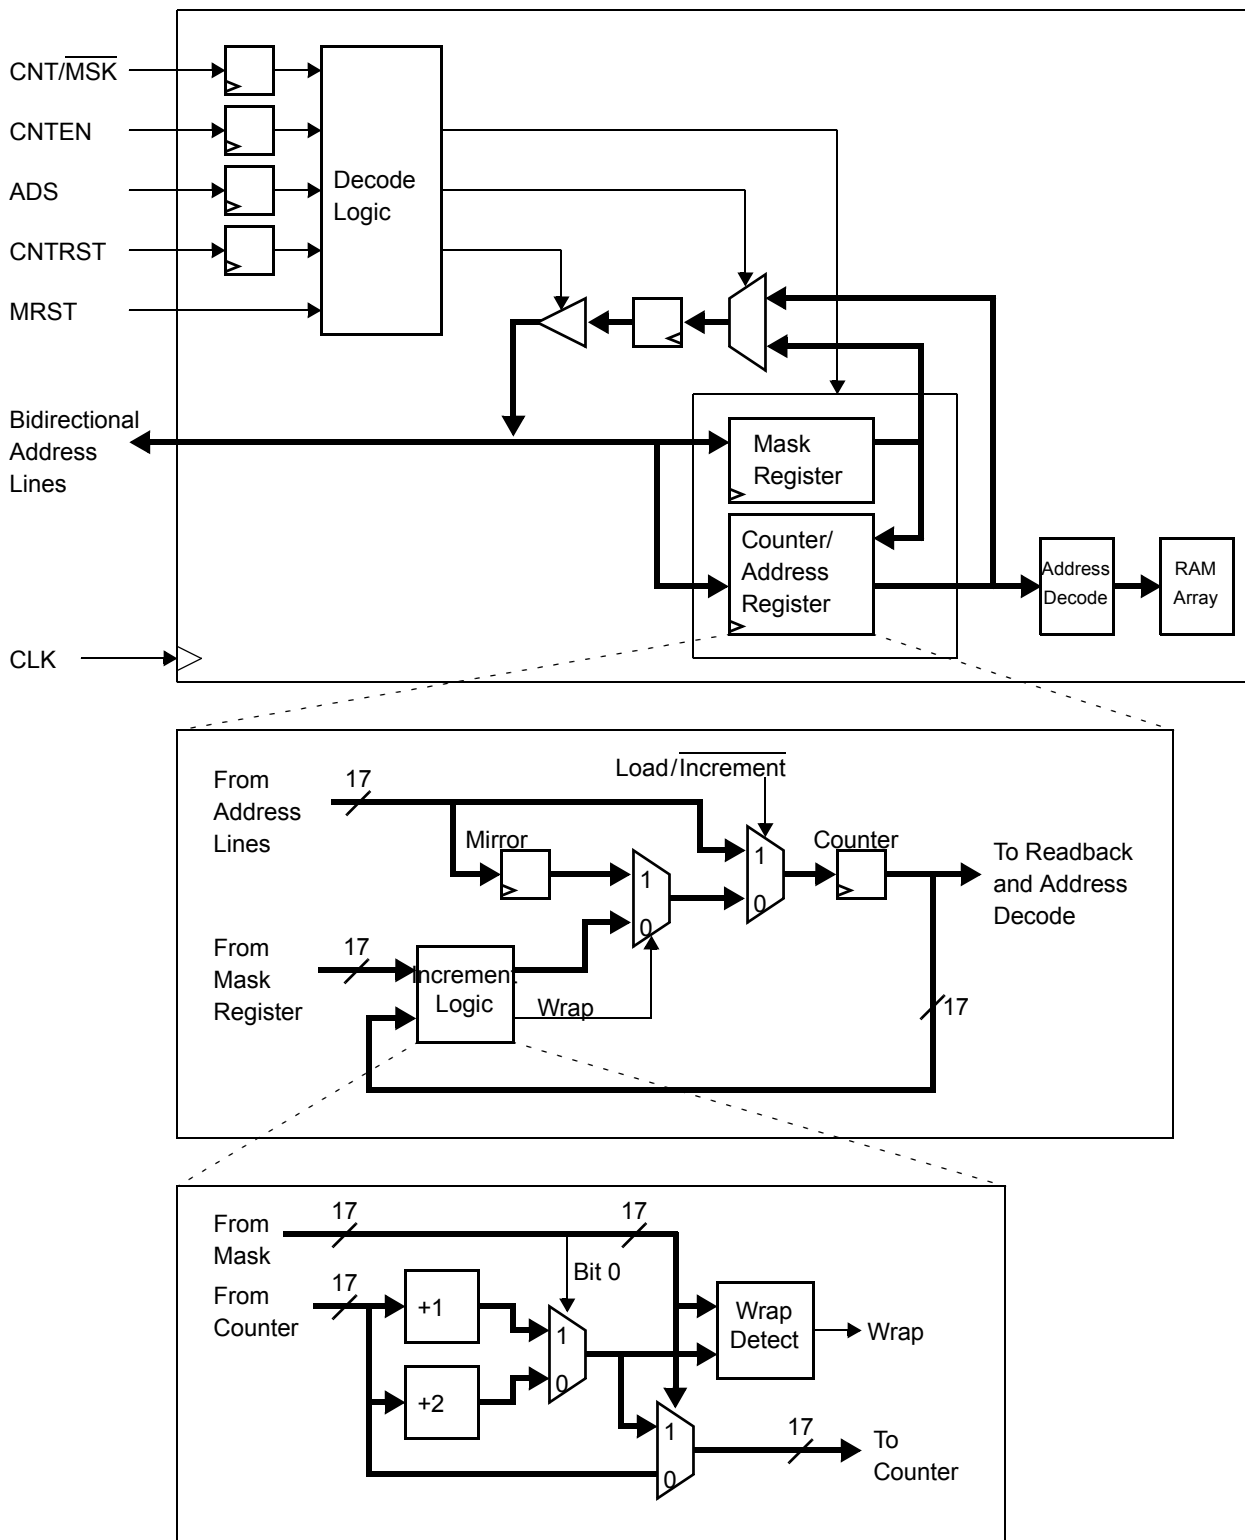 CNT/MSK
CNTEN
ADS
CNTRST
MRST
Decode
Logic
Bidirectional
Address
Lines
Mask
Register
Counter/
Address
Register
Address
Decode
RAM
Array
CLK
From
Address
Lines
17
Load/Increment
Mirror
1
0
1
0
Counter
To Readback
and Address
Decode
From
Mask
Register
17
Increment
Logic
Wrap
17
From
Mask
17
17
Bit 0
From
Counter
17
+1
+2
1
0
Wrap
Detect
Wrap
1
0
17
To
Counter